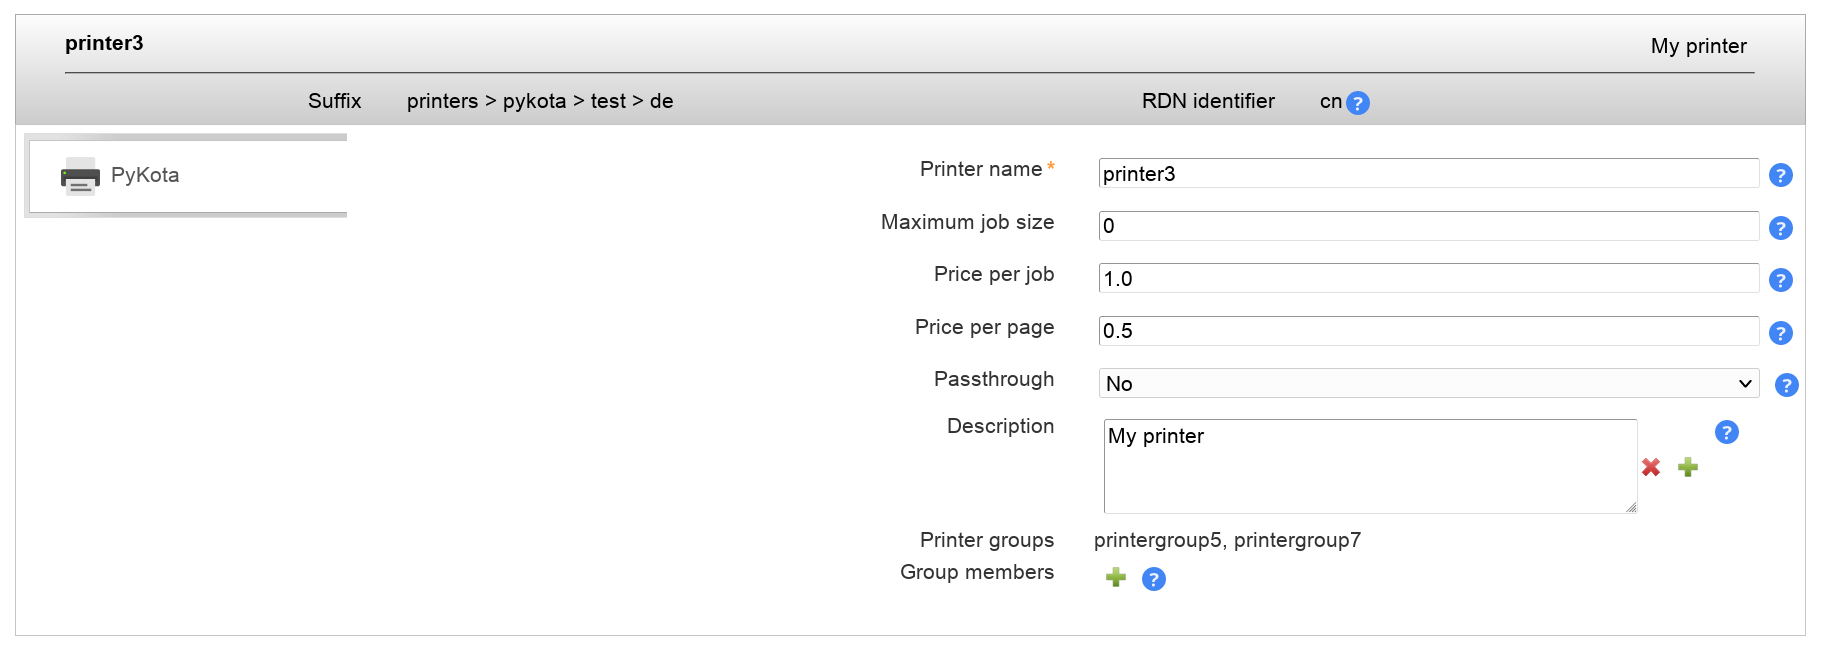 printer3
My printer
Suffix printers > pykota > test > de RDN identifier cn ?
PyKota
Printer name * printer3 ?
Maximum job size 0 ?
Price per job 1.0 ?
Price per page 0.5 ?
Passthrough No ?
Description My printer ?
Printer groups printergroup5, printergroup7
Group members ?